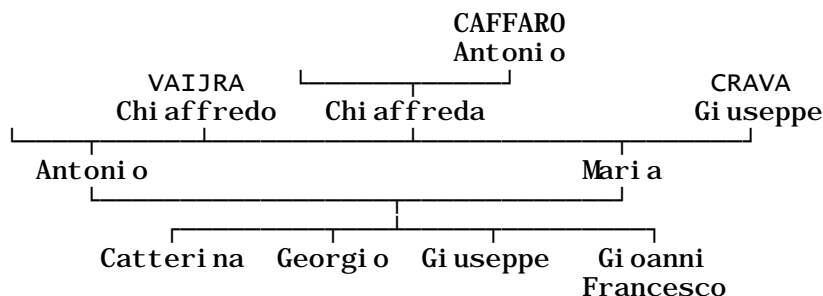 CAFFARO
Antonio
VAIJRA CRAVA
Chiaffredo Chiaffreda Giuseppe
Antonio Maria
Catterina Georgio Giuseppe Gioanni
Francesco